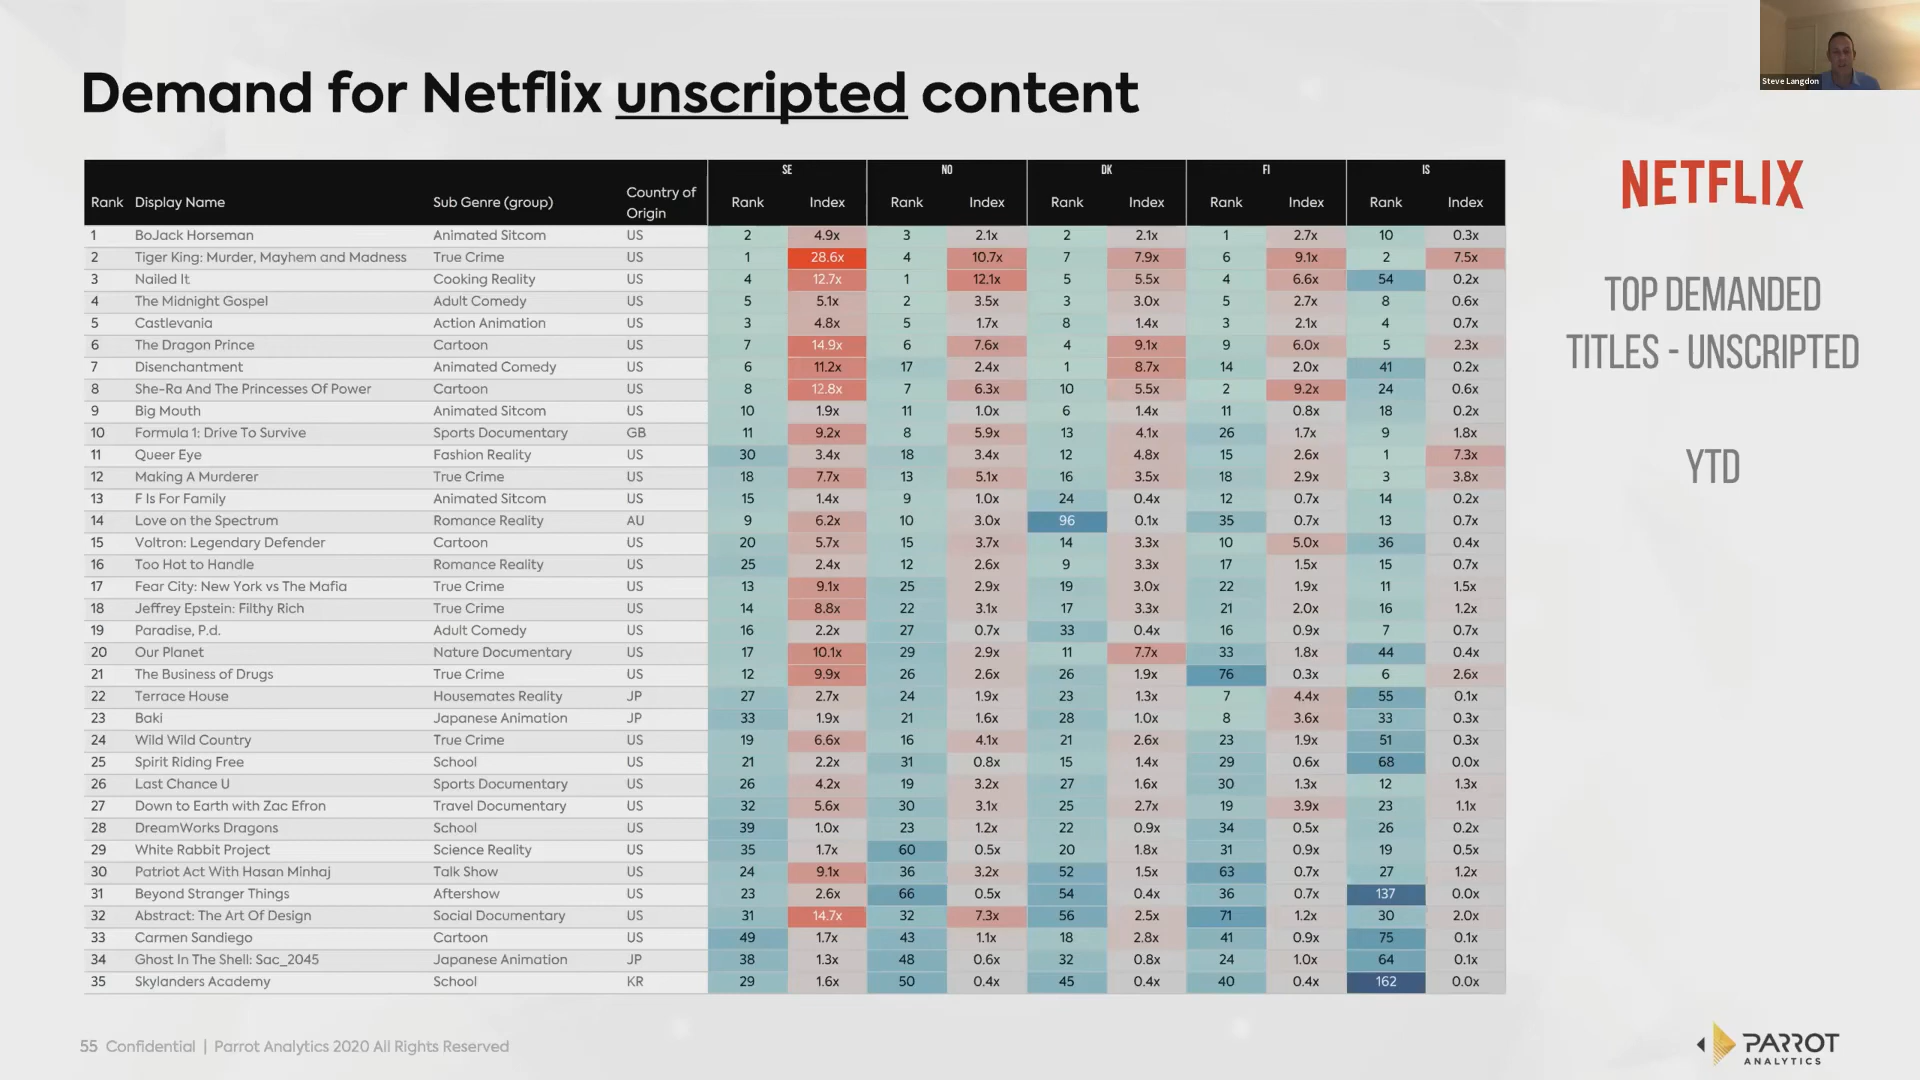 Steve Langdon
Demand for Netflix unscripted content
NETFLIX
TOP DEMANDED
TITLES - UNSCRIPTED
YTD
SE NO DK FI IS
Rank Display Name Sub Genre (group) Country of Origin Rank Index Rank Index Rank Index Rank Index Rank Index
1 BoJack Horseman Animated Sitcom US 2 4.9x 3 2.1x 2 2.1x 1 2.7x 10 0.3x
2 Tiger King: Murder, Mayhem and Madness True Crime US 1 28.6x 4 10.7x 7 7.9x 6 9.1x 2 7.5x
3 Nailed It Cooking Reality US 4 12.7x 1 12.1x 5 5.5x 4 6.6x 54 0.2x
4 The Midnight Gospel Adult Comedy US 5 5.1x 2 3.5x 3 3.0x 5 2.7x 8 0.6x
5 Castlevania Action Animation US 3 4.8x 5 1.7x 8 1.4x 3 2.1x 4 0.7x
6 The Dragon Prince Cartoon US 7 14.9x 6 7.6x 4 9.1x 9 6.0x 5 2.3x
7 Disenchantment Animated Comedy US 6 11.2x 17 2.4x 1 8.7x 14 2.0x 41 0.2x
8 She-Ra And The Princesses Of Power Cartoon US 8 12.8x 7 6.3x 10 5.5x 2 9.2x 24 0.6x
9 Big Mouth Animated Sitcom US 10 1.9x 11 1.0x 6 1.4x 11 0.8x 18 0.2x
10 Formula 1: Drive To Survive Sports Documentary GB 11 9.2x 8 5.9x 13 4.1x 26 1.7x 9 1.8x
11 Queer Eye Fashion Reality US 30 3.4x 18 3.4x 12 4.8x 15 2.6x 1 7.3x
12 Making A Murderer True Crime US 18 7.7x 13 5.1x 16 3.5x 18 2.9x 3 3.8x
13 F Is For Family Animated Sitcom US 15 1.4x 9 1.0x 24 0.4x 12 0.7x 14 0.2x
14 Love on the Spectrum Romance Reality AU 9 6.2x 10 3.0x 96 0.1x 35 0.7x 13 0.7x
15 Voltron: Legendary Defender Cartoon US 20 5.7x 15 3.7x 14 3.3x 10 5.0x 36 0.4x
16 Too Hot to Handle Romance Reality US 25 2.4x 12 2.6x 9 3.3x 17 1.5x 15 0.7x
17 Fear City: New York vs The Mafia True Crime US 13 9.1x 25 2.9x 19 3.0x 22 1.9x 11 1.5x
18 Jeffrey Epstein: Filthy Rich True Crime US 14 8.8x 22 3.1x 17 3.3x 21 2.0x 16 1.2x
19 Paradise, P.d. Adult Comedy US 16 2.2x 27 0.7x 33 0.4x 16 0.9x 7 0.7x
20 Our Planet Nature Documentary US 17 10.1x 29 2.9x 11 7.7x 33 1.8x 44 0.4x
21 The Business of Drugs True Crime US 12 9.9x 26 2.6x 26 1.9x 76 0.3x 6 2.6x
22 Terrace House Housemates Reality JP 27 2.7x 24 1.9x 23 1.3x 7 4.4x 55 0.1x
23 Baki Japanese Animation JP 33 1.9x 21 1.6x 28 1.0x 8 3.6x 33 0.3x
24 Wild Wild Country True Crime US 19 6.6x 16 4.1x 21 2.6x 23 1.9x 51 0.3x
25 Spirit Riding Free School US 21 2.2x 31 0.8x 15 1.4x 29 0.6x 68 0.0x
26 Last Chance U Sports Documentary US 26 4.2x 19 3.2x 27 1.6x 30 1.3x 12 1.3x
27 Down to Earth with Zac Efron Travel Documentary US 32 5.6x 30 3.1x 25 2.7x 19 3.9x 23 1.1x
28 DreamWorks Dragons School US 39 1.0x 23 1.2x 22 0.9x 34 0.5x 26 0.2x
29 White Rabbit Project Science Reality US 35 1.7x 60 0.5x 20 1.8x 31 0.9x 19 0.5x
30 Patriot Act With Hasan Minhaj Talk Show US 24 9.1x 36 3.2x 52 1.5x 63 0.7x 27 1.2x
31 Beyond Stranger Things Aftershow US 23 2.6x 66 0.5x 54 0.4x 36 0.7x 137 0.0x
32 Abstract: The Art Of Design Social Documentary US 31 14.7x 32 7.3x 56 2.5x 71 1.2x 30 2.0x
33 Carmen Sandiego Cartoon US 49 1.7x 43 1.1x 18 2.8x 41 0.9x 75 0.1x
34 Ghost In The Shell: Sac_2045 Japanese Animation JP 38 1.3x 48 0.6x 32 0.8x 24 1.0x 64 0.1x
35 Skylanders Academy School KR 29 1.6x 50 0.4x 45 0.4x 40 0.4x 162 0.0x
55 Confidential | Parrot Analytics 2020 All Rights Reserved
PARROT
ANALYTICS